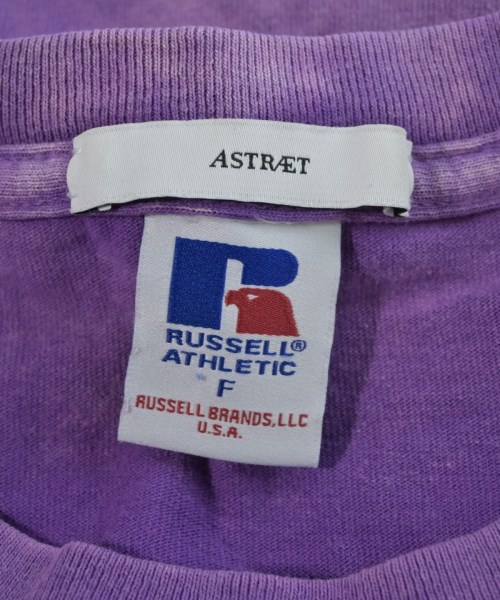 ASTRÆT
RUSSELL®
ATHLETIC
F
RUSSELL BRANDS, LLC
U.S.A.